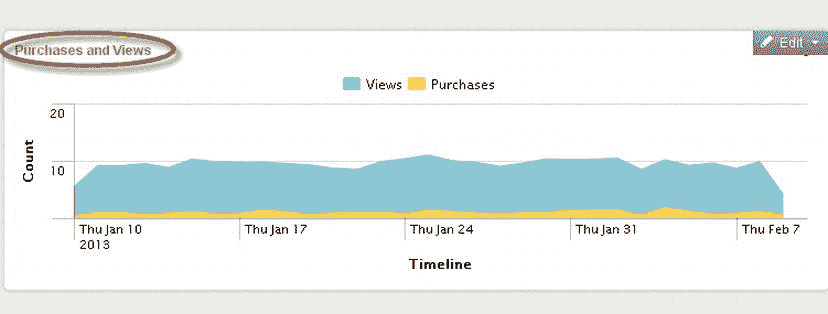 Purchases and Views
Edit
Views Purchases
20
10
Count
Thu Jan 10
2013
Thu Jan 17
Thu Jan 24
Thu Jan 31
Thu Feb 7
Timeline